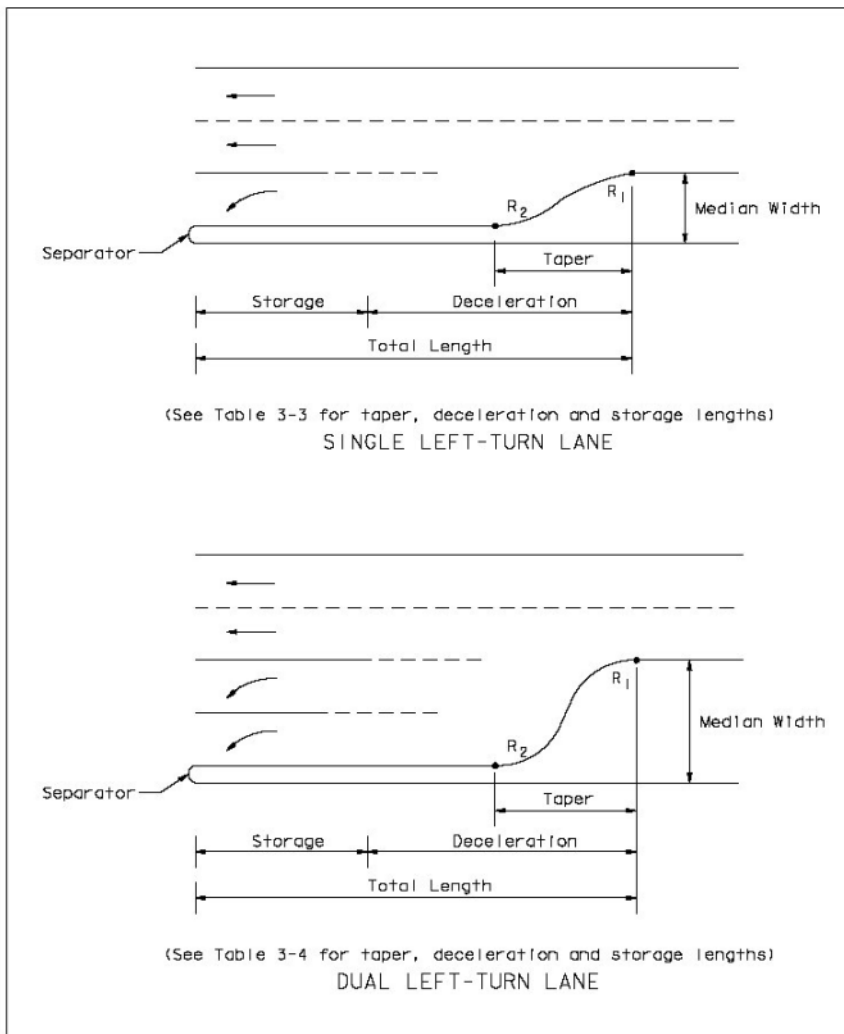 R2
R1
Median Width
Separator
Taper
Storage
Deceleration
Total Length
(See Table 3-3 for taper, deceleration and storage lengths)
SINGLE LEFT-TURN LANE
R1
R2
Median Width
Separator
Taper
Storage
Deceleration
Total Length
(See Table 3-4 for taper, deceleration and storage lengths)
DUAL LEFT-TURN LANE